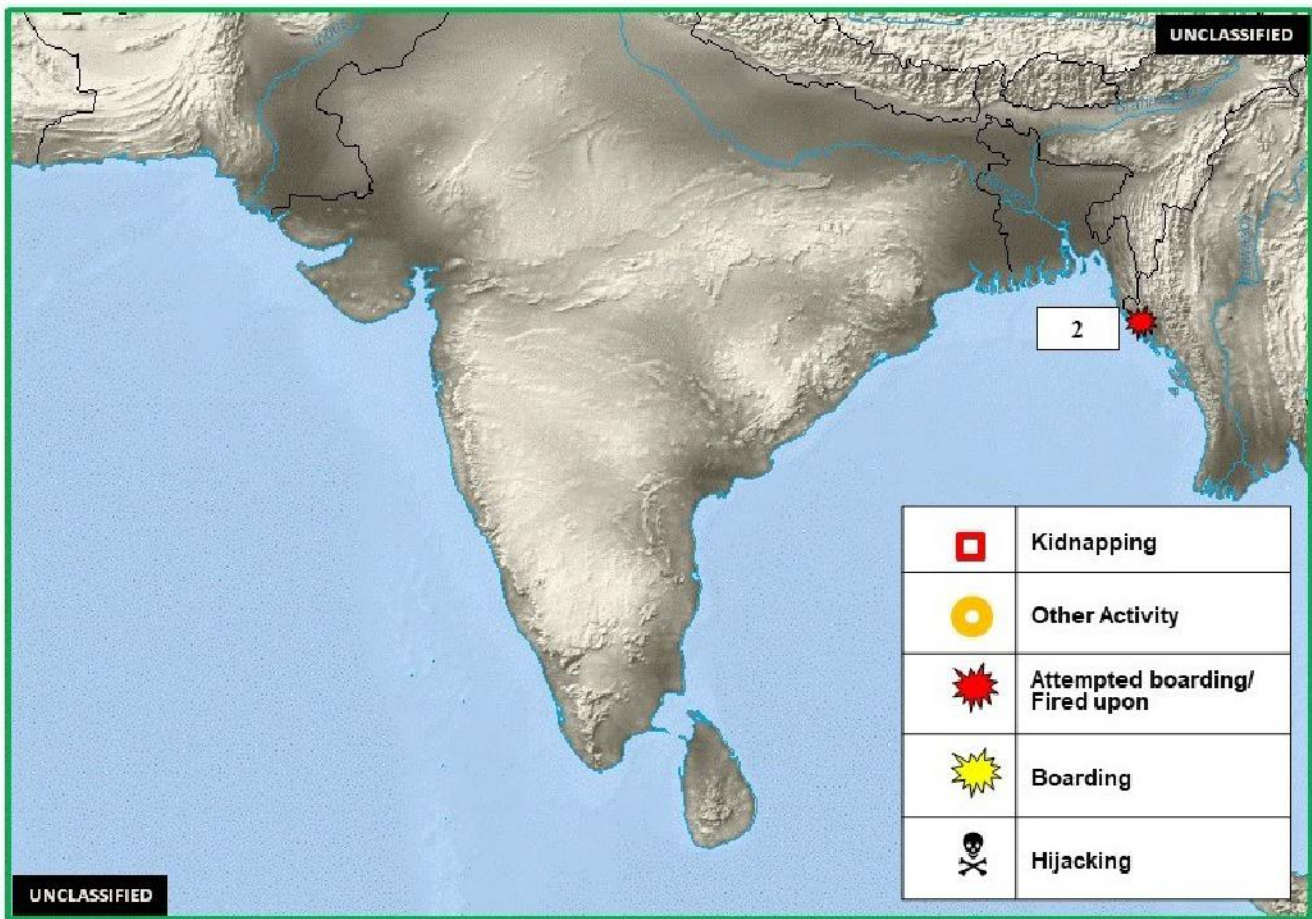 UNCLASSIFIED
2
Kidnapping
Other Activity
Attempted boarding/
Fired upon
Boarding
Hijacking
UNCLASSIFIED